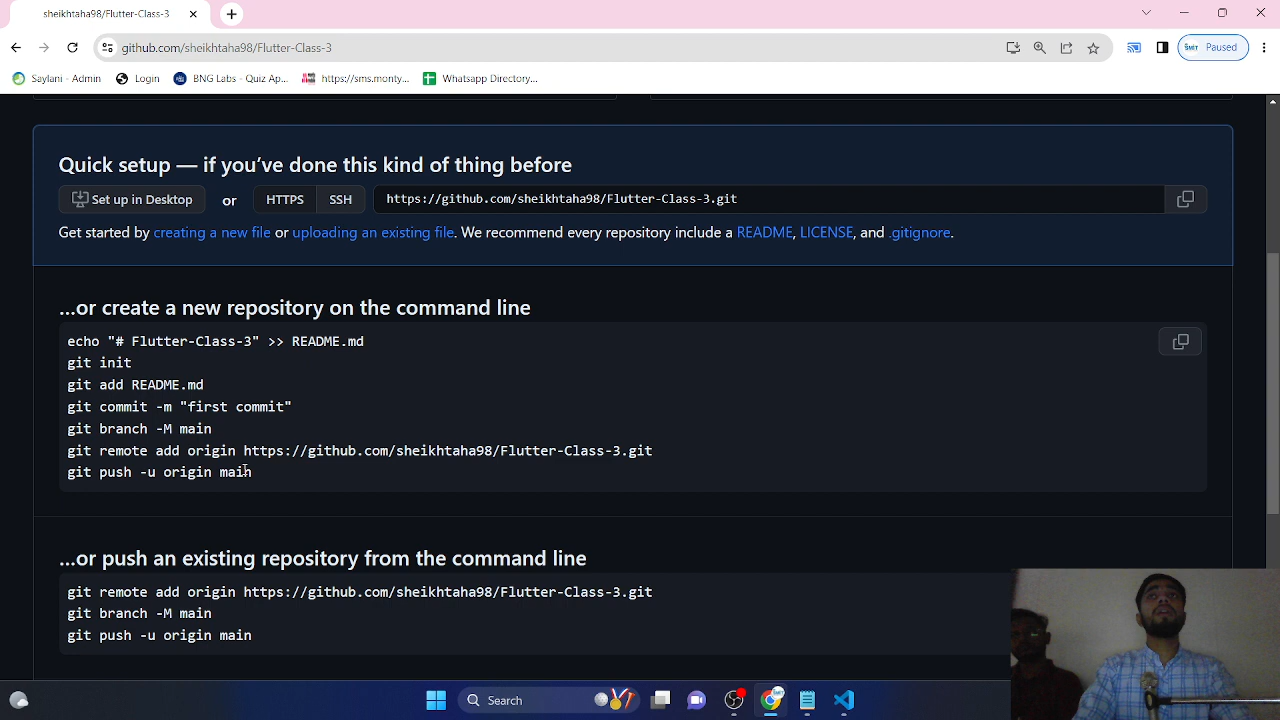 sheikhtaha98/Flutter-Class-3
github.com/sheikhtaha98/Flutter-Class-3
SMIT Paused
Saylani - Admin
Login
BNG Labs - Quiz Ap...
https://sms.monty...
Whatsapp Directory...
Quick setup — if you’ve done this kind of thing before
Set up in Desktop or HTTPS SSH https://github.com/sheikhtaha98/Flutter-Class-3.git
Get started by creating a new file or uploading an existing file. We recommend every repository include a README, LICENSE, and .gitignore.
…or create a new repository on the command line
echo "# Flutter-Class-3" >> README.md
git init
git add README.md
git commit -m "first commit"
git branch -M main
git remote add origin https://github.com/sheikhtaha98/Flutter-Class-3.git
git push -u origin main
…or push an existing repository from the command line
git remote add origin https://github.com/sheikhtaha98/Flutter-Class-3.git
git branch -M main
git push -u origin main
Search